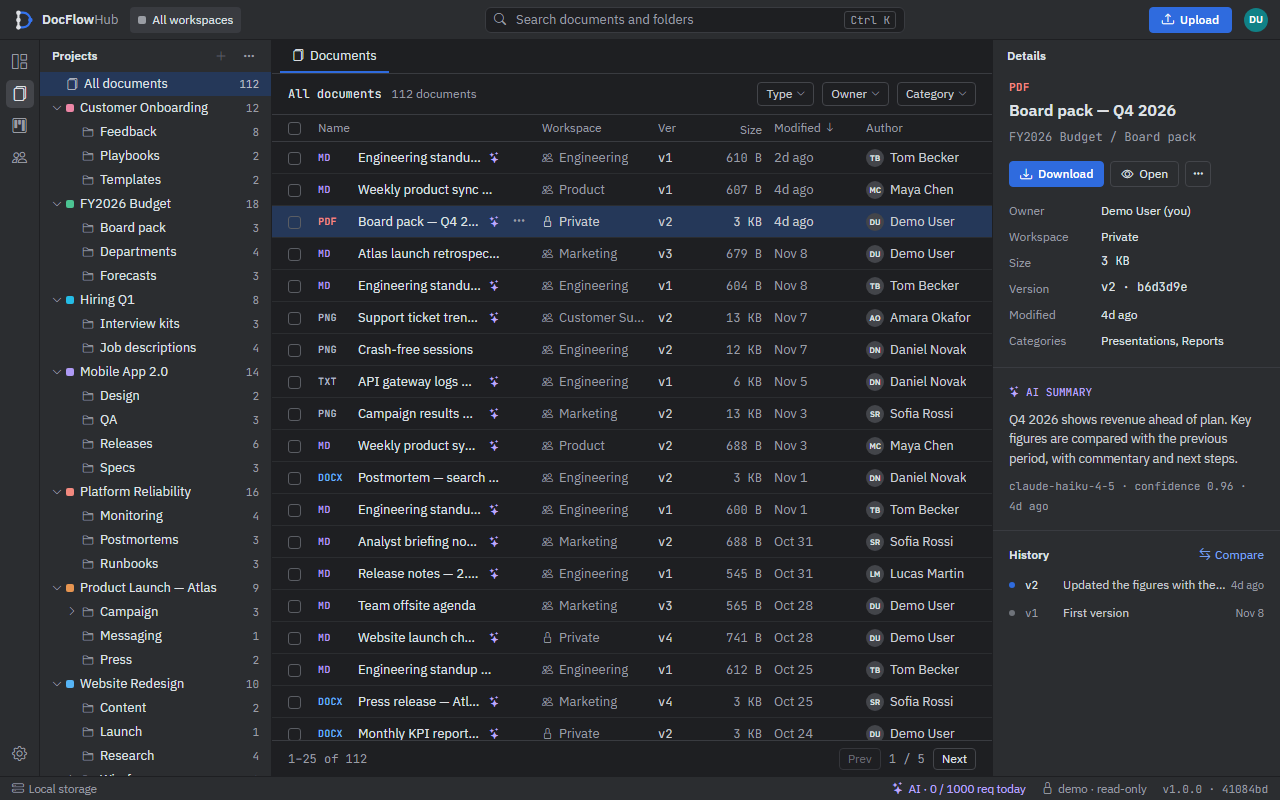 DocFlowHub All workspaces Search documents and folders Ctrl K Upload DU
Projects
All documents 112
Customer Onboarding 12
Feedback 8
Playbooks 2
Templates 2
FY2026 Budget 18
Board pack 3
Departments 4
Forecasts 3
Hiring Q1 8
Interview kits 3
Job descriptions 4
Mobile App 2.0 14
Design 2
QA 4
Releases 6
Specs 3
Platform Reliability 16
Monitoring 4
Postmortems 3
Runbooks 3
Product Launch — Atlas 9
Campaign 3
Messaging 1
Press 2
Website Redesign 10
Content 2
Launch 1
Research 4
Documents
All documents 112 documents Type Owner Category
Name Workspace Ver Size Modified ↓ Author
MD Engineering standu... Engineering v1 610 B 2d ago TB Tom Becker
MD Weekly product sync ... Product v1 607 B 4d ago MC Maya Chen
PDF Board pack — Q4 2... ··· Private v2 3 KB 4d ago DU Demo User
MD Atlas launch retrospec... Marketing v3 679 B Nov 8 DU Demo User
MD Engineering standu... Engineering v1 604 B Nov 8 TB Tom Becker
PNG Support ticket tren... Customer Su... v2 13 KB Nov 7 AO Amara Okafor
PNG Crash-free sessions Engineering v2 12 KB Nov 7 DN Daniel Novak
TXT API gateway logs ... Engineering v1 6 KB Nov 5 DN Daniel Novak
PNG Campaign results ... Marketing v2 13 KB Nov 3 SR Sofia Rossi
MD Weekly product sy... Product v2 688 B Nov 3 MC Maya Chen
DOCX Postmortem — search ... Engineering v2 3 KB Nov 1 DN Daniel Novak
MD Engineering standu... Engineering v1 600 B Nov 1 TB Tom Becker
MD Analyst briefing no... Marketing v2 688 B Oct 31 SR Sofia Rossi
MD Release notes — 2.... Engineering v1 545 B Oct 31 LM Lucas Martin
MD Team offsite agenda Marketing v3 565 B Oct 28 DU Demo User
MD Website launch ch... Private v4 741 B Oct 28 DU Demo User
MD Engineering standup ... Engineering v1 612 B Oct 25 TB Tom Becker
DOCX Press release — Atl... Marketing v4 3 KB Oct 25 SR Sofia Rossi
DOCX Monthly KPI report... Private v2 3 KB Oct 24 DU Demo User
1–25 of 112 Prev 1 / 5 Next
Details
PDF
Board pack — Q4 2026
FY2026 Budget / Board pack
Download Open ···
Owner Demo User (you)
Workspace Private
Size 3 KB
Version v2 · b6d3d9e
Modified 4d ago
Categories Presentations, Reports
AI SUMMARY
Q4 2026 shows revenue ahead of plan. Key
figures are compared with the previous
period, with commentary and next steps.
claude-haiku-4-5 · confidence 0.96 ·
4d ago
History Compare
v2 Updated the figures with the... 4d ago
v1 First version Nov 8
Local storage AI · 0 / 1000 req today demo · read-only v1.0.0 · 41084bd